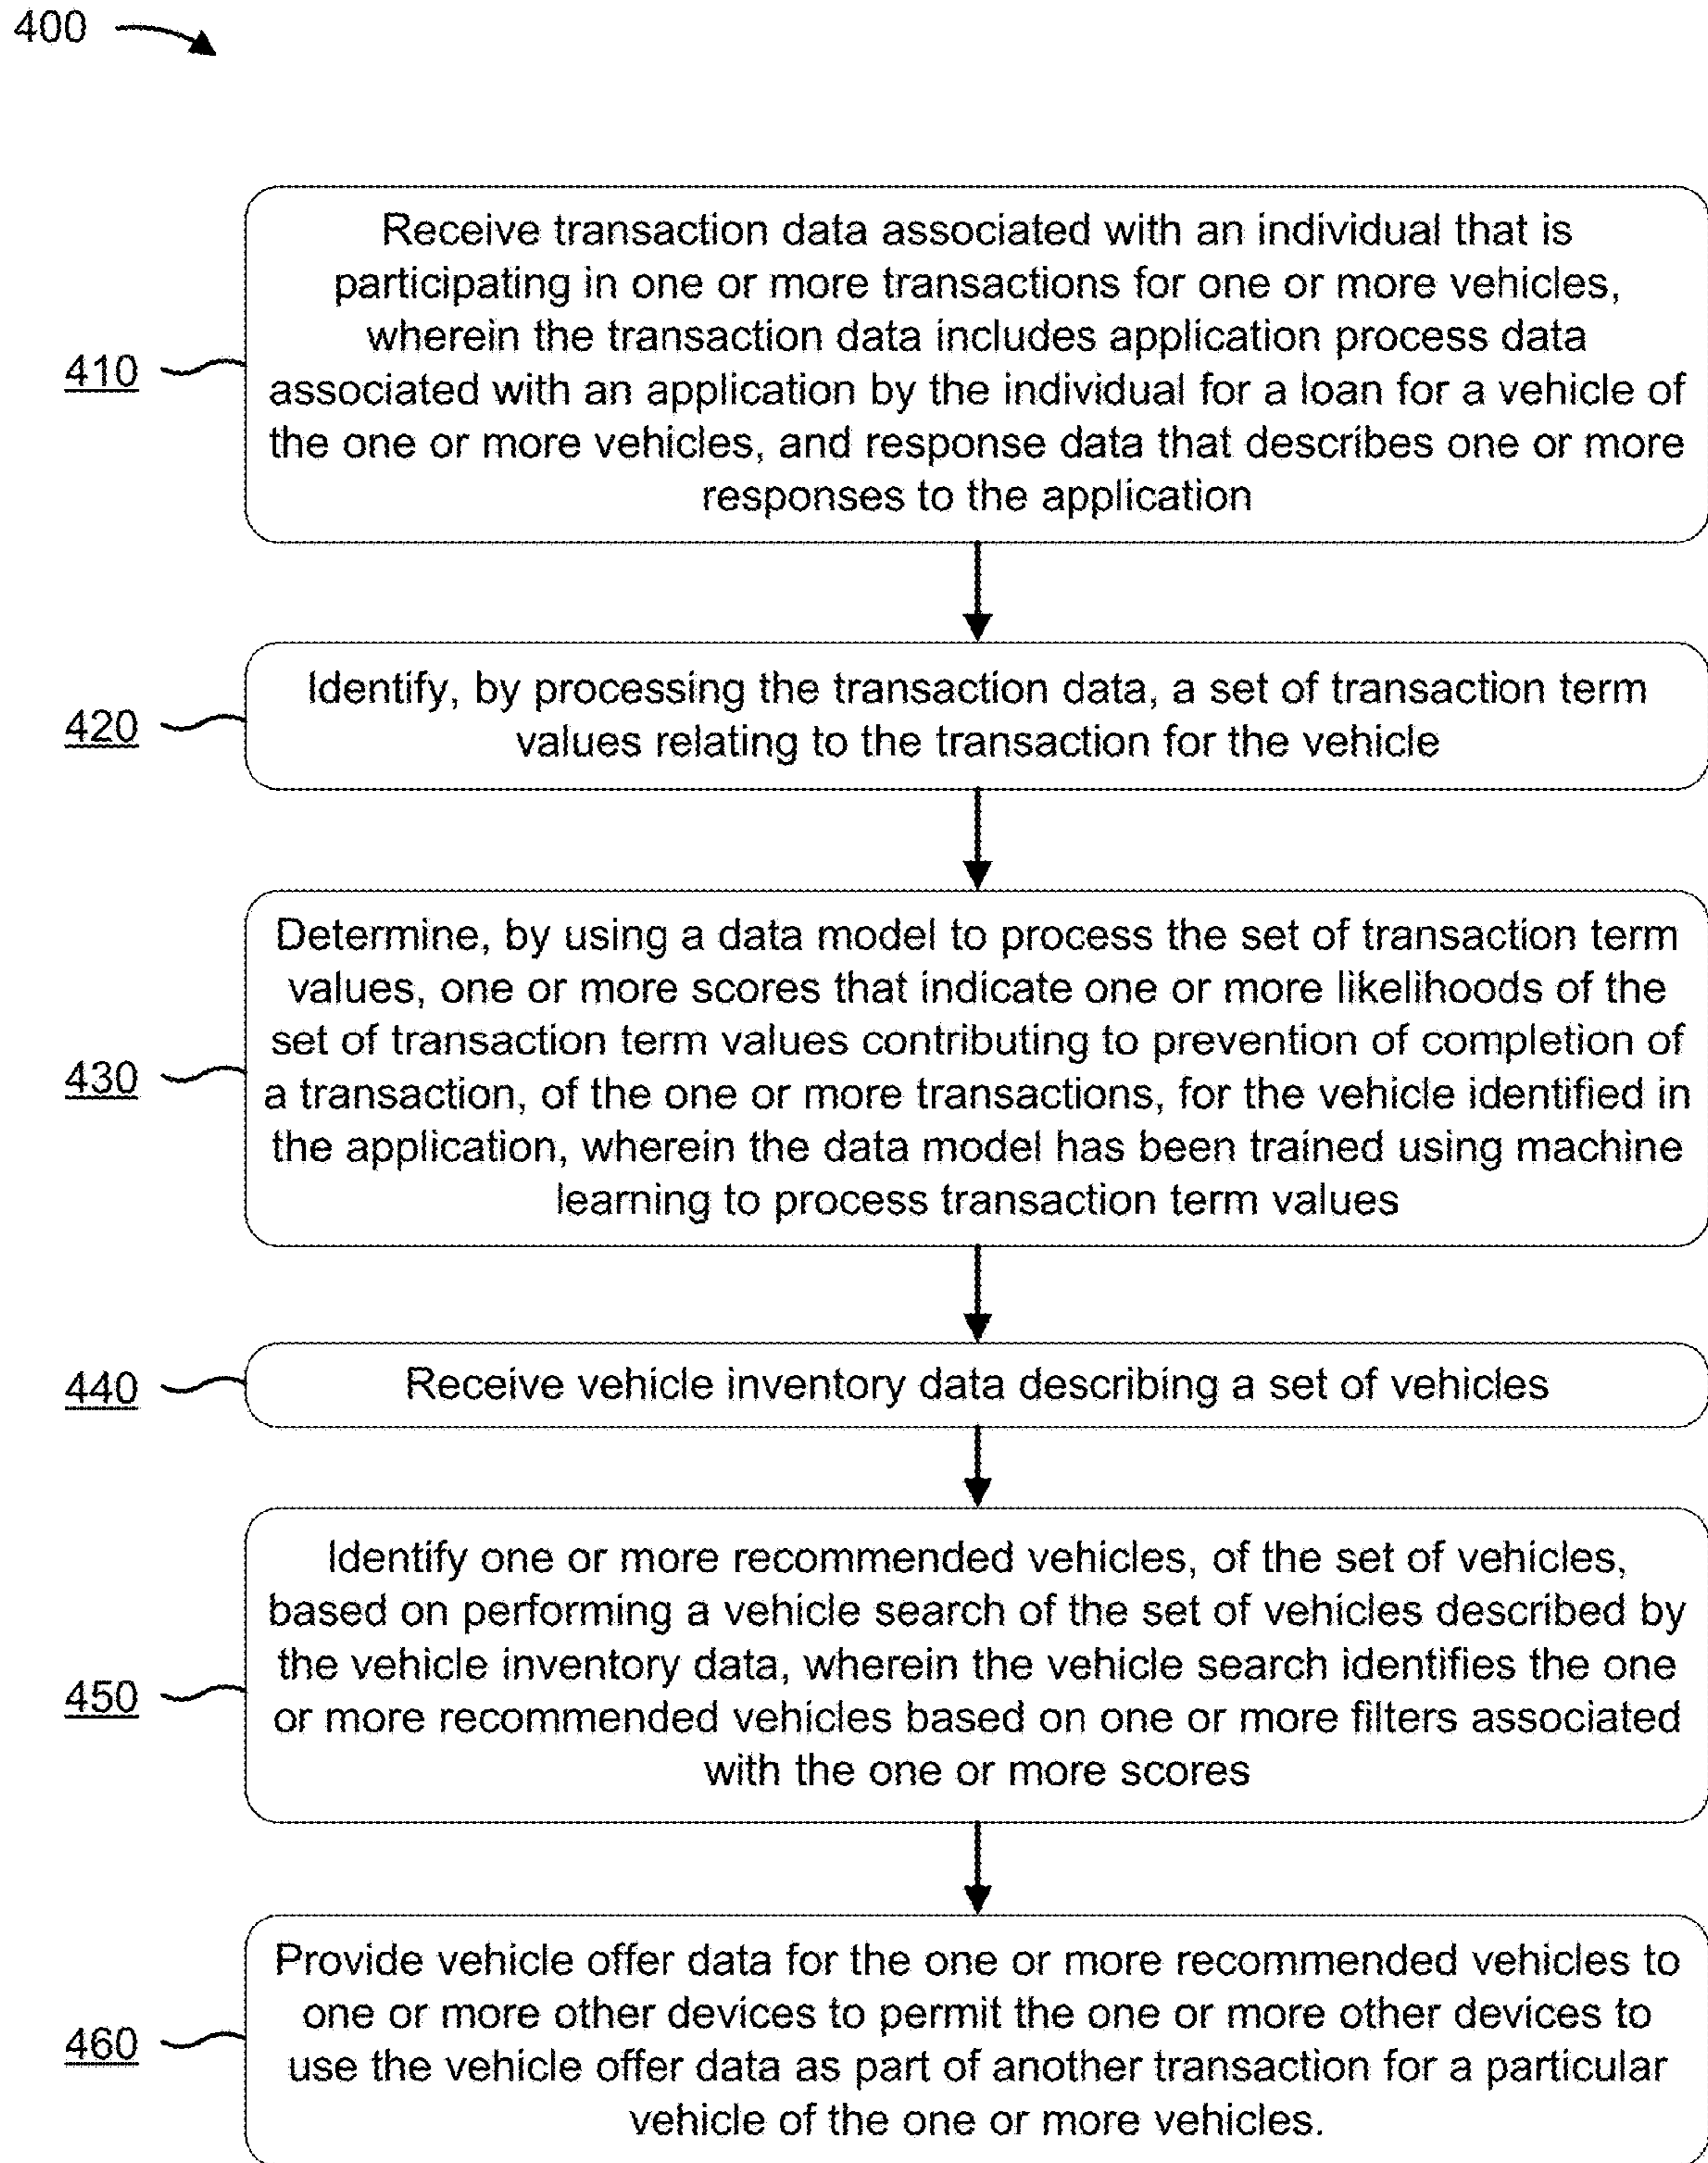 400
Receive transaction data associated with an individual that is
participating in one or more transactions for one or more vehicles,
wherein the transaction data includes application process data
410
associated with an application by the individual for a loan for a vehicle of
the one or more vehicles, and response data that describes one or more
responses to the application
Identify, by processing the transaction data, a set of transaction term
420
values relating to the transaction for the vehicle
Determine, by using a data model to process the set of transaction term
values, one or more scores that indicate one or more likelihoods of the
set of transaction term values contributing to prevention of completion of
430
a transaction, of the one or more transactions, for the vehicle identified in
the application, wherein the data model has been trained using machine
learning to process transaction term values
440
Receive vehicle inventory data describing a set of vehicles
Identify one or more recommended vehicles, of the set of vehicles,
based on performing a vehicle search of the set of vehicles described by
the vehicle inventory data, wherein the vehicle search identifies the one
450
or more recommended vehicles based on one or more filters associated
with the one or more scores
Provide vehicle offer data for the one or more recommended vehicles to
one or more other devices to permit the one or more other devices to
460
use the vehicle offer data as part of another transaction for a particular
vehicle of the one or more vehicles.